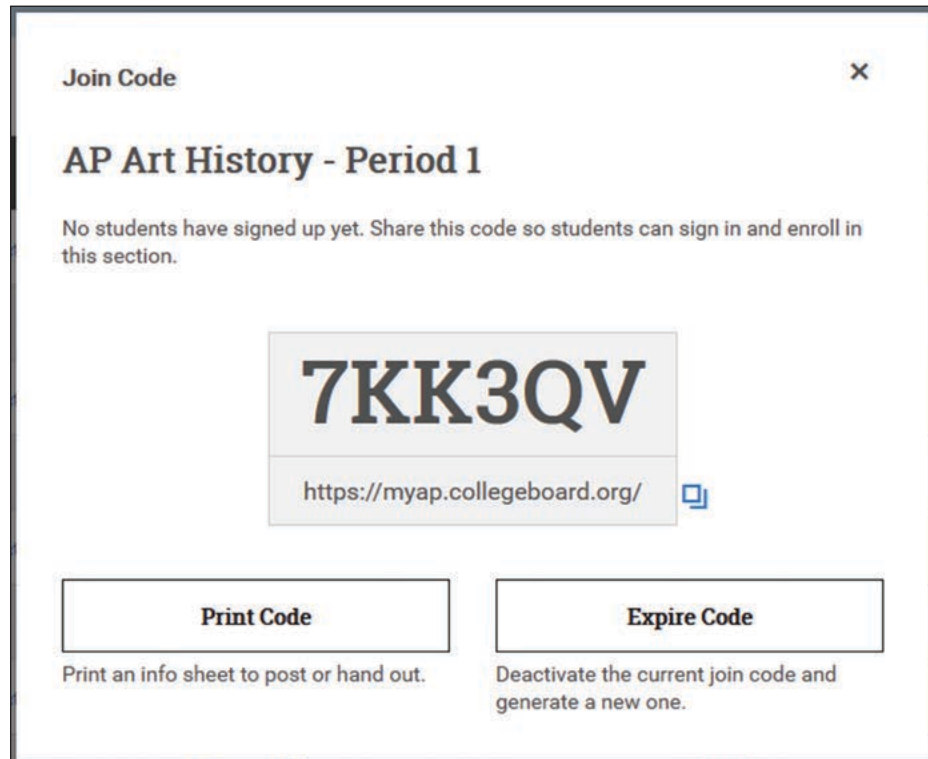 Join Code
AP Art History - Period 1
No students have signed up yet. Share this code so students can sign in and enroll in
this section.
7KK3QV
https://myap.collegeboard.org/
Print Code
Print an info sheet to post or hand out.
Expire Code
Deactivate the current join code and
generate a new one.